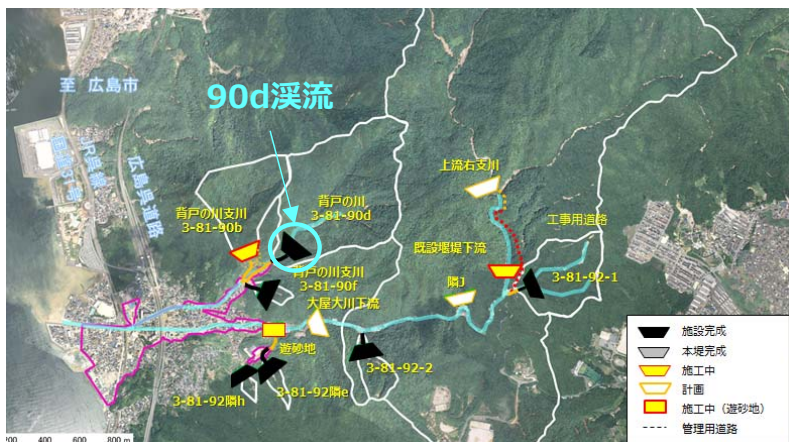 至 広島市
JR呉線
国道31号
広島呉道路
90d渓流
背戸の川支川
3-81-90b
背戸の川
3-81-90d
背戸の川支川
3-81-90f
大屋大川下流
遊砂地
3-81-92隣h
3-81-92隣e
3-81-92-2
隣J
上流右支川
既設堰堤下流
工事用道路
3-81-92-1
施設完成
本堤完成
施工中
計画
施工中（遊砂地）
管理用道路
200 400 600 800 m